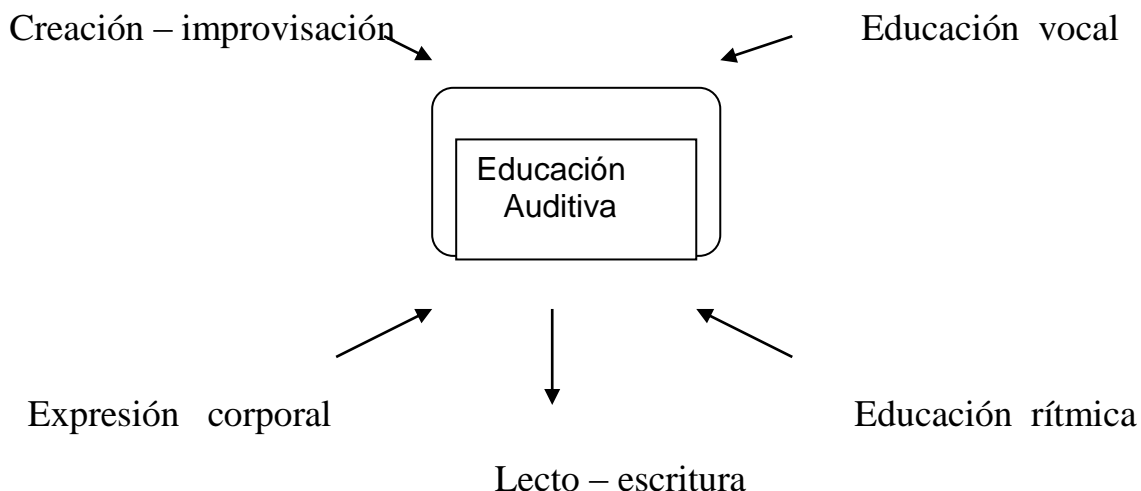 Creación – improvisación
Educación vocal
Educación
Auditiva
Expresión corporal
Educación rítmica
Lecto – escritura